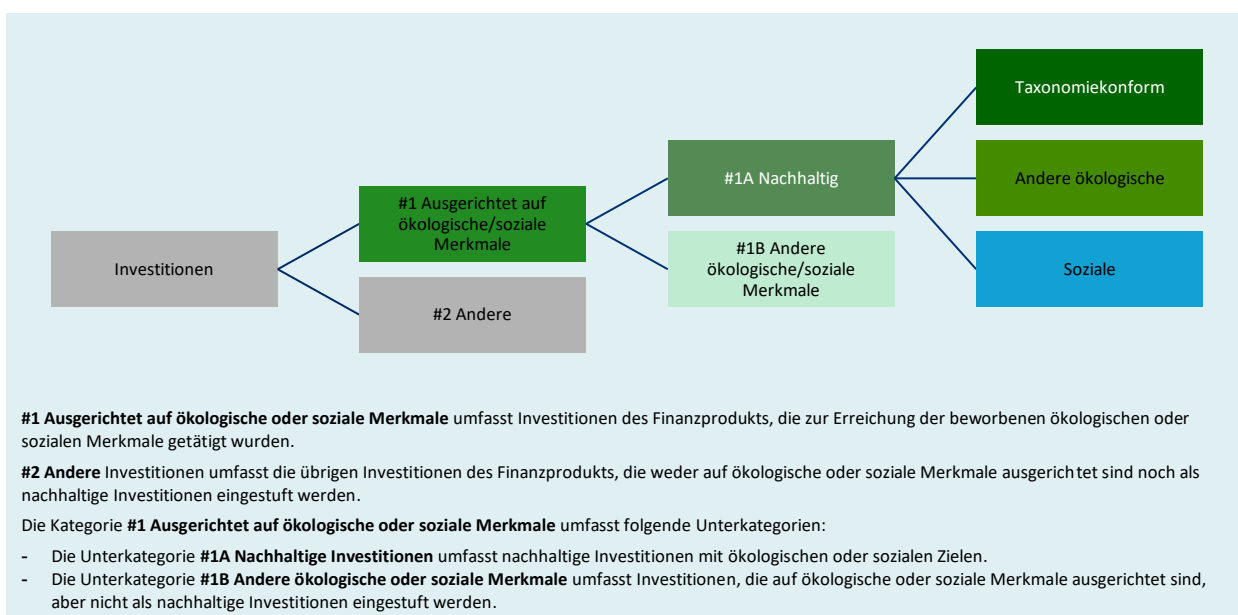 Taxonomiekonform
#1A Nachhaltig
Andere ökologische
#1 Ausgerichtet auf
ökologische/soziale
Merkmale
Investitionen
#1B Andere
ökologische/soziale
Merkmale
Soziale
#2 Andere
#1 Ausgerichtet auf ökologische oder soziale Merkmale umfasst Investitionen des Finanzprodukts, die zur Erreichung der beworbenen ökologischen oder
sozialen Merkmale getätigt wurden.
#2 Andere Investitionen umfasst die übrigen Investitionen des Finanzprodukts, die weder auf ökologische oder soziale Merkmale ausgerichtet sind noch als
nachhaltige Investitionen eingestuft werden.
Die Kategorie #1 Ausgerichtet auf ökologische oder soziale Merkmale umfasst folgende Unterkategorien:
- Die Unterkategorie #1A Nachhaltige Investitionen umfasst nachhaltige Investitionen mit ökologischen oder sozialen Zielen.
- Die Unterkategorie #1B Andere ökologische oder soziale Merkmale umfasst Investitionen, die auf ökologische oder soziale Merkmale ausgerichtet sind,
aber nicht als nachhaltige Investitionen eingestuft werden.